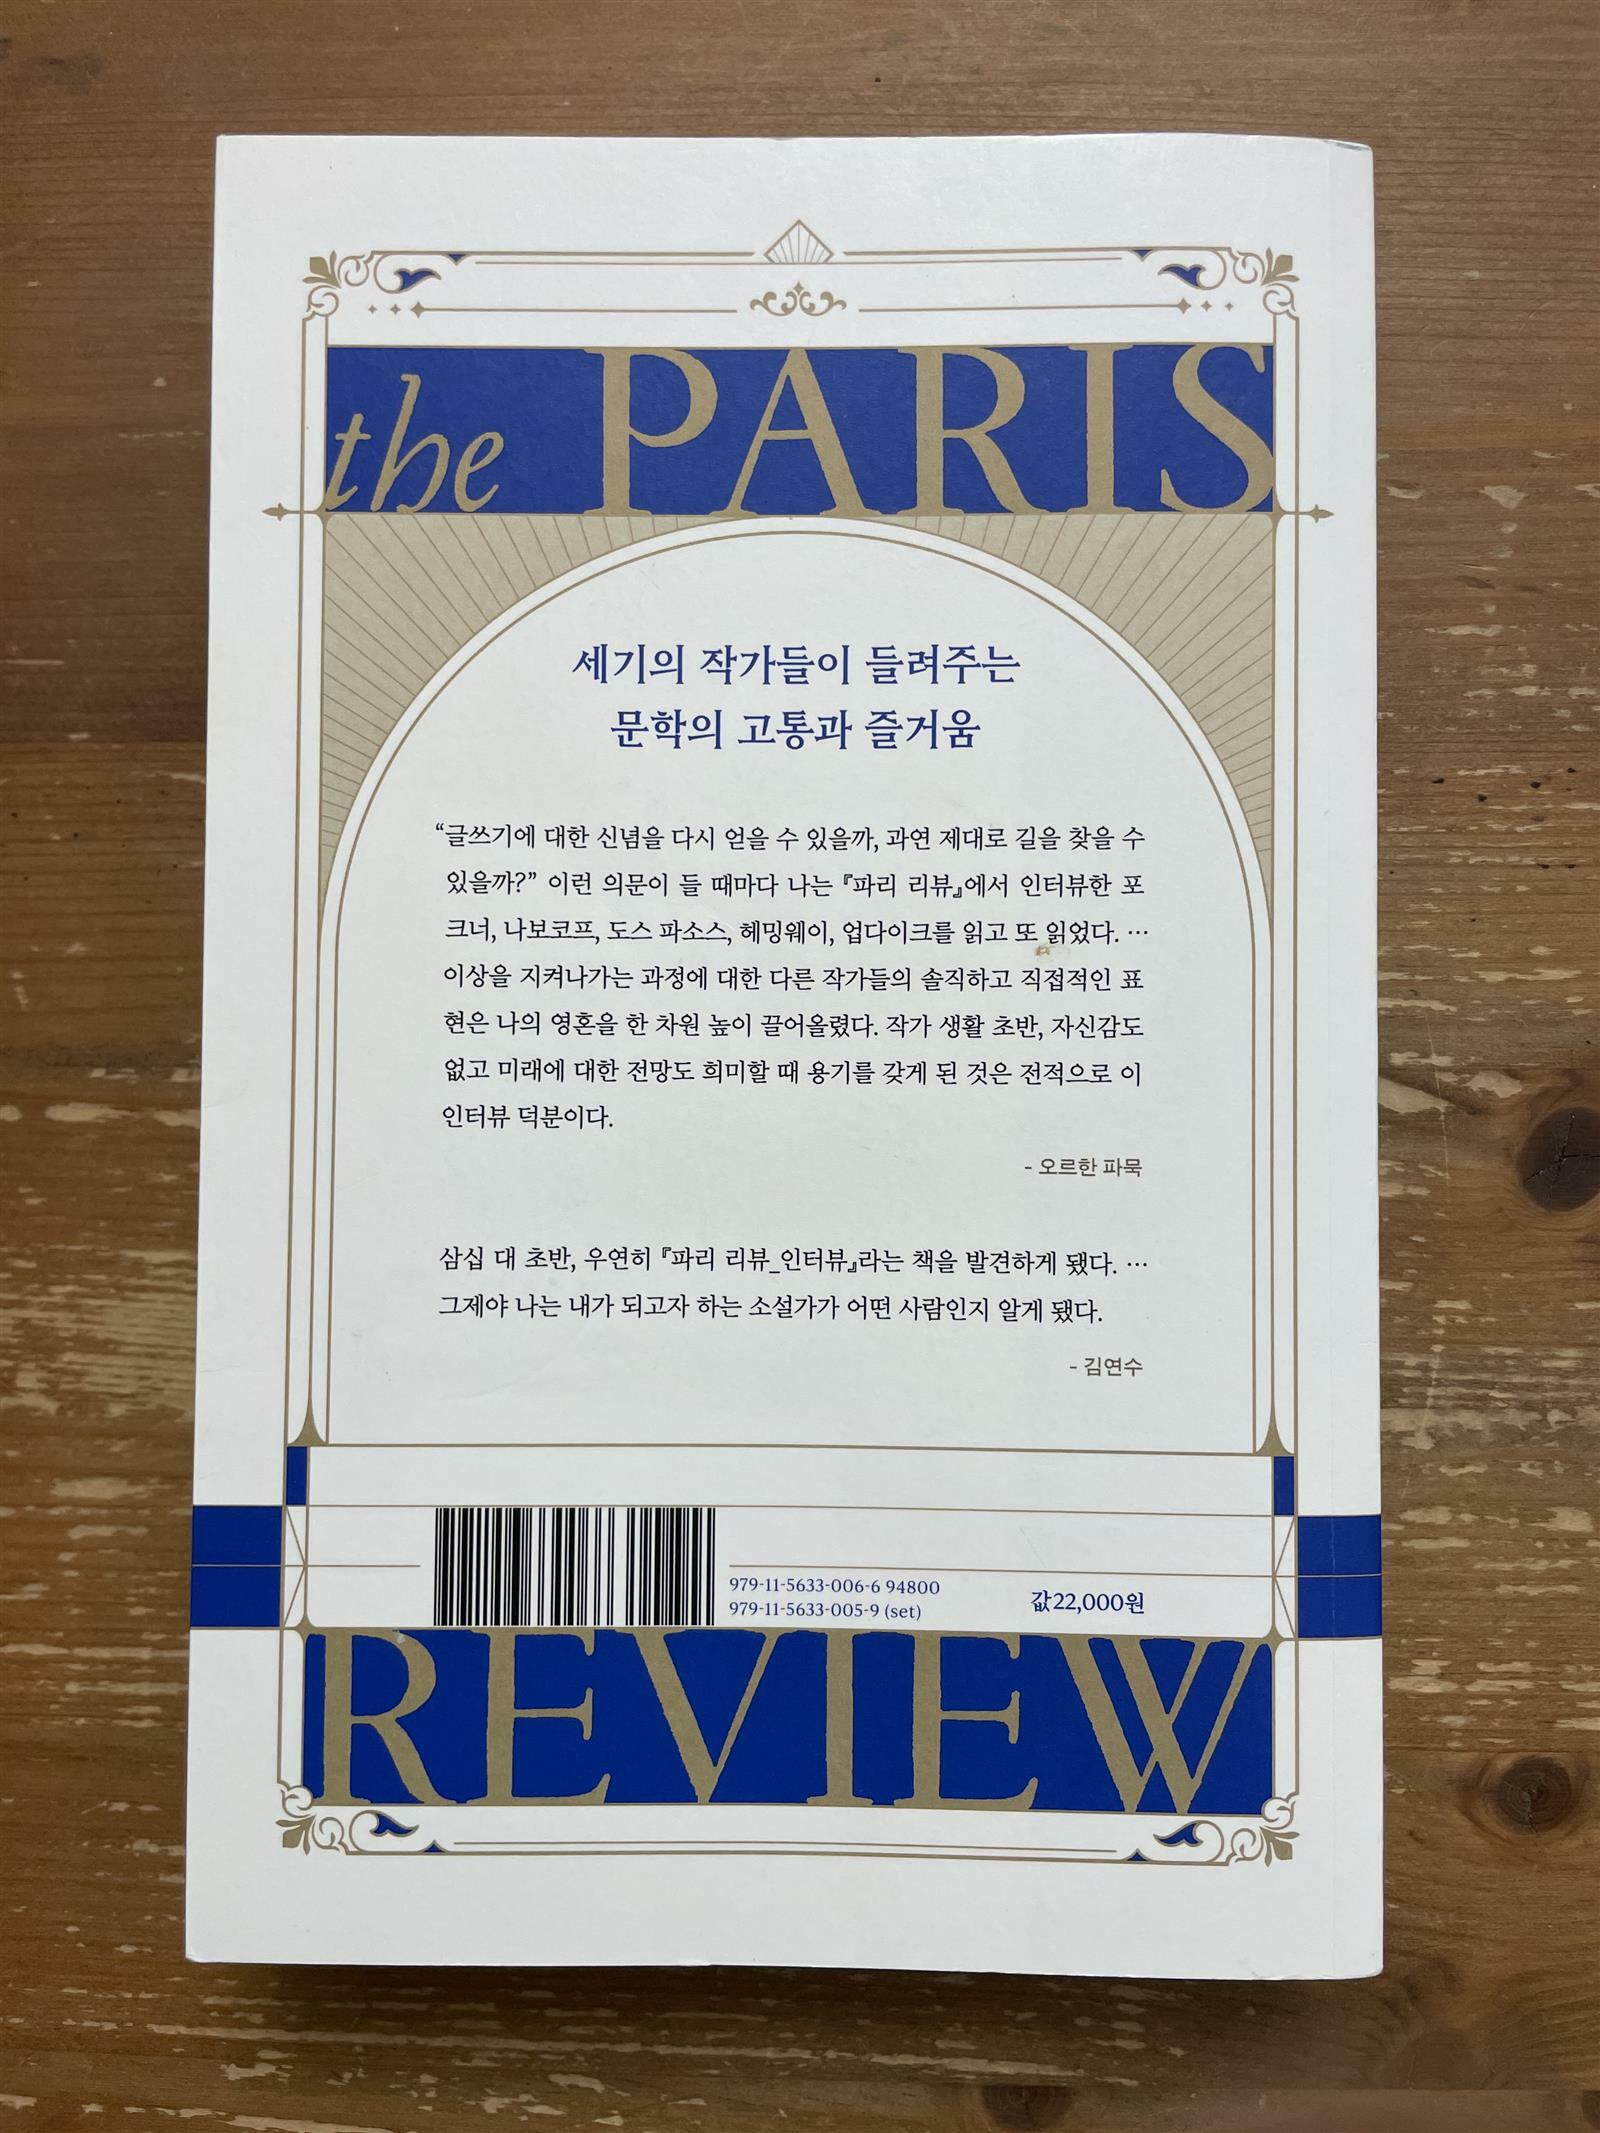 the PARIS
세기의 작가들이 들려주는
문학의 고통과 즐거움
“글쓰기에 대한 신념을 다시 얻을 수 있을까, 과연 제대로 길을 찾을 수
있을까?” 이런 의문이 들 때마다 나는 『파리 리뷰』에서 인터뷰한 포
크너, 나보코프, 도스 파소스, 헤밍웨이, 업다이크를 읽고 또 읽었다. …
이상을 지켜나가는 과정에 대한 다른 작가들의 솔직하고 직접적인 표
현은 나의 영혼을 한 차원 높이 끌어올렸다. 작가 생활 초반, 자신감도
없고 미래에 대한 전망도 희미할 때 용기를 갖게 된 것은 전적으로 이
인터뷰 덕분이다.
- 오르한 파묵
삼십 대 초반, 우연히 『파리 리뷰_인터뷰』라는 책을 발견하게 됐다. …
그제야 나는 내가 되고자 하는 소설가가 어떤 사람인지 알게 됐다.
- 김연수
979-11-5633-006-6 94800
979-11-5633-005-9 (set)
값22,000원
REVIEW